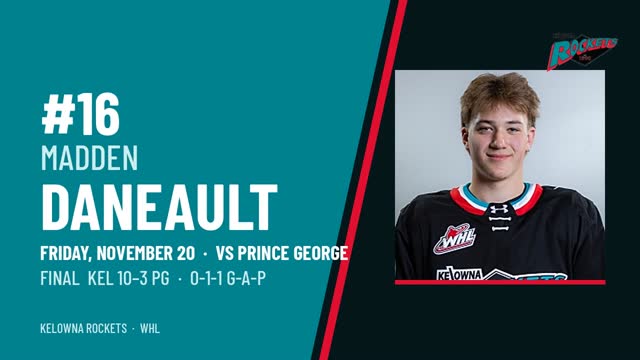 #16
MADDEN
DANEAULT
FRIDAY, NOVEMBER 20 · VS PRINCE GEORGE
FINAL KEL 10–3 PG · 0-1-1 G-A-P
KELOWNA ROCKETS · WHL
ROCKETS
WHL
KELOWNA